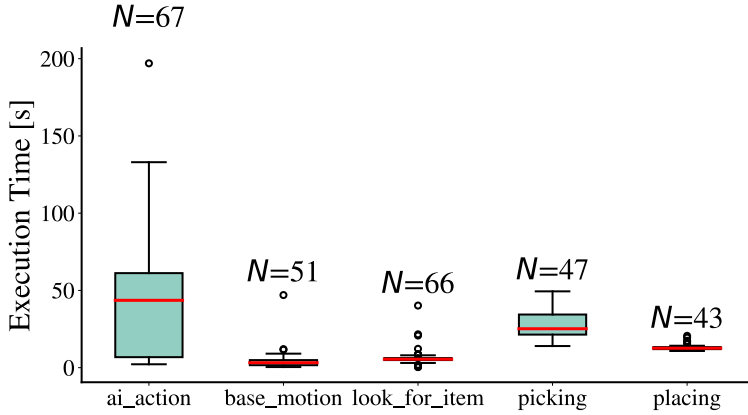 N=67
200
150
100
50
0
Execution Time [s]
N=51
N=66
N=47
N=43
ai_action
base_motion
look_for_item
picking
placing